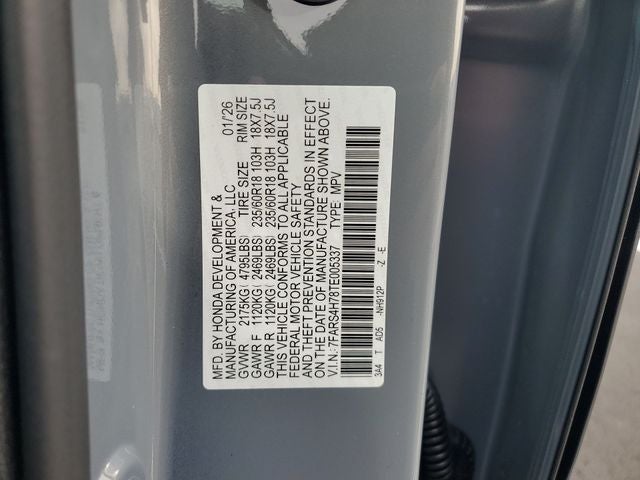 MFD. BY HONDA DEVELOPMENT &
MANUFACTURING OF AMERICA, LLC 01/26
GVWR 2175KG( 4795LBS) TIRE SIZE RIM SIZE
GAWR F 1120KG( 2469LBS) 235/60R18 103H 18X7.5J
GAWR R 1120KG( 2469LBS) 235/60R18 103H 18X7.5J
THIS VEHICLE CONFORMS TO ALL APPLICABLE
FEDERAL MOTOR VEHICLE SAFETY
AND THEFT PREVENTION STANDARDS IN EFFECT
ON THE DATE OF MANUFACTURE SHOWN ABOVE.
V.I.N.: 7FARS4H78TE005337 TYPE: MPV
3A4 T AD5 -NH912P -Z -E